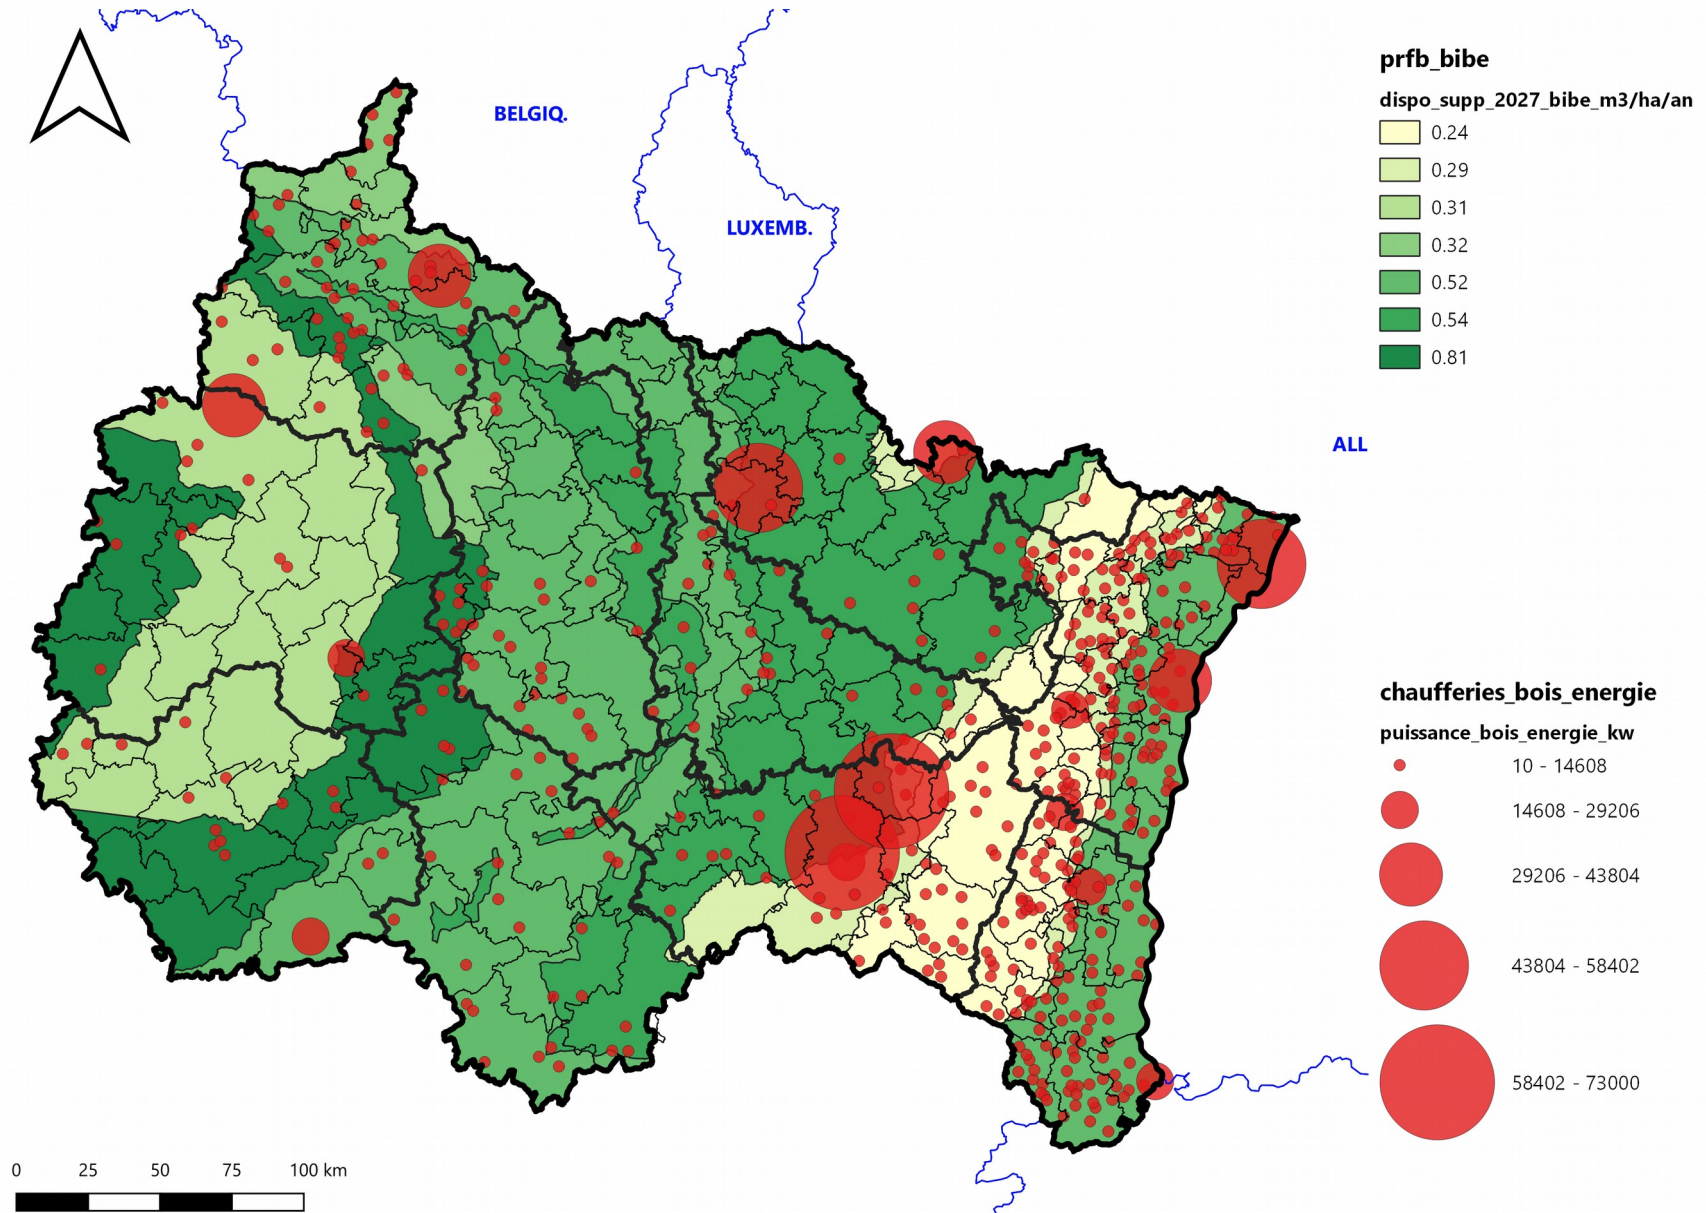 BELGIQ.
LUXEMB.
ALL
prfb_bibe
dispo_supp_2027_bibe_m3/ha/an
0.24
0.29
0.31
0.32
0.52
0.54
0.81
chaufferies_bois_energie
puissance_bois_energie_kw
10 - 14608
14608 - 29206
29206 - 43804
43804 - 58402
58402 - 73000
0 25 50 75 100 km